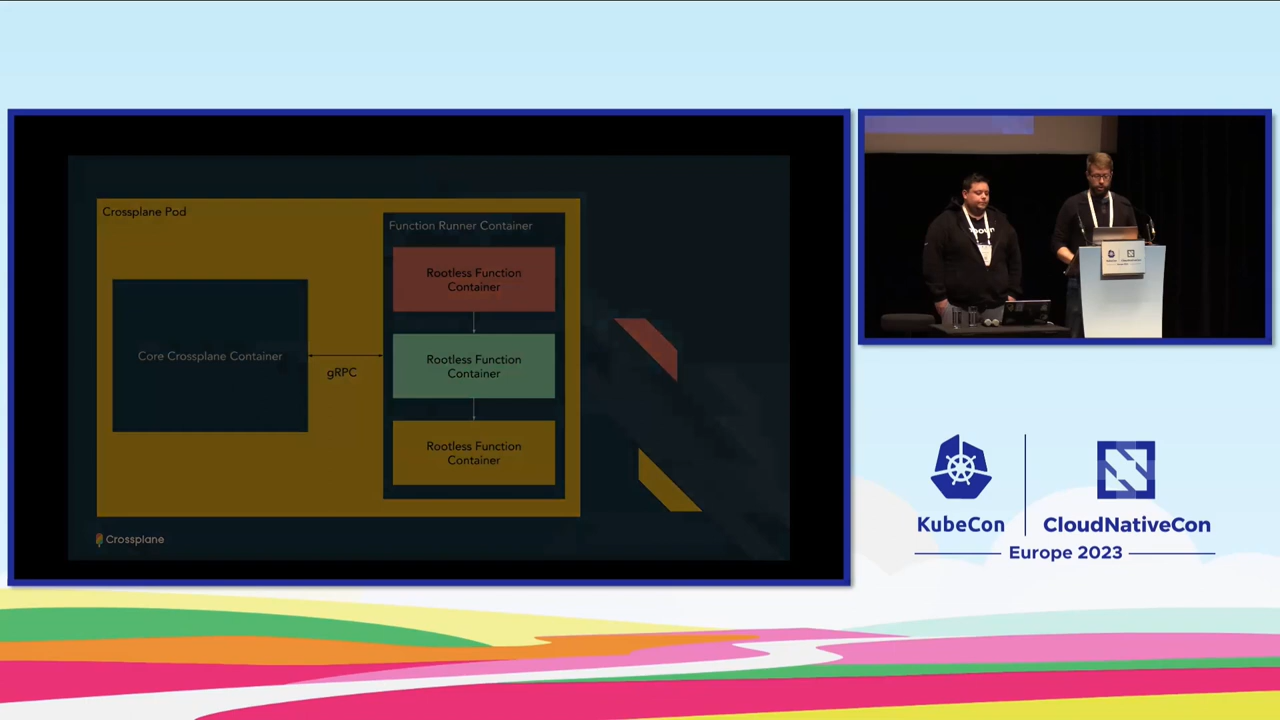 Crossplane Pod
Function Runner Container
Rootless Function
Container
Core Crossplane Container
gRPC
Rootless Function
Container
Rootless Function
Container
Crossplane
KubeCon
CloudNativeCon
Europe 2023